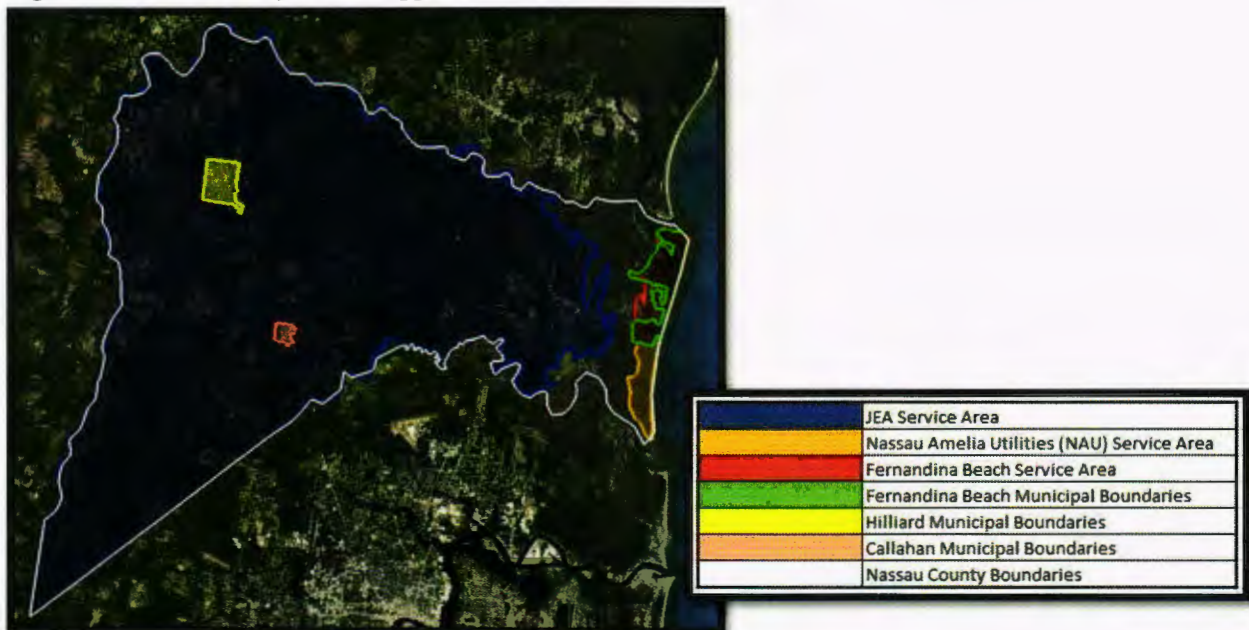 JEA Service Area
Nassau Amelia Utilities (NAU) Service Area
Fernandina Beach Service Area
Fernandina Beach Municipal Boundaries
Hilliard Municipal Boundaries
Callahan Municipal Boundaries
Nassau County Boundaries